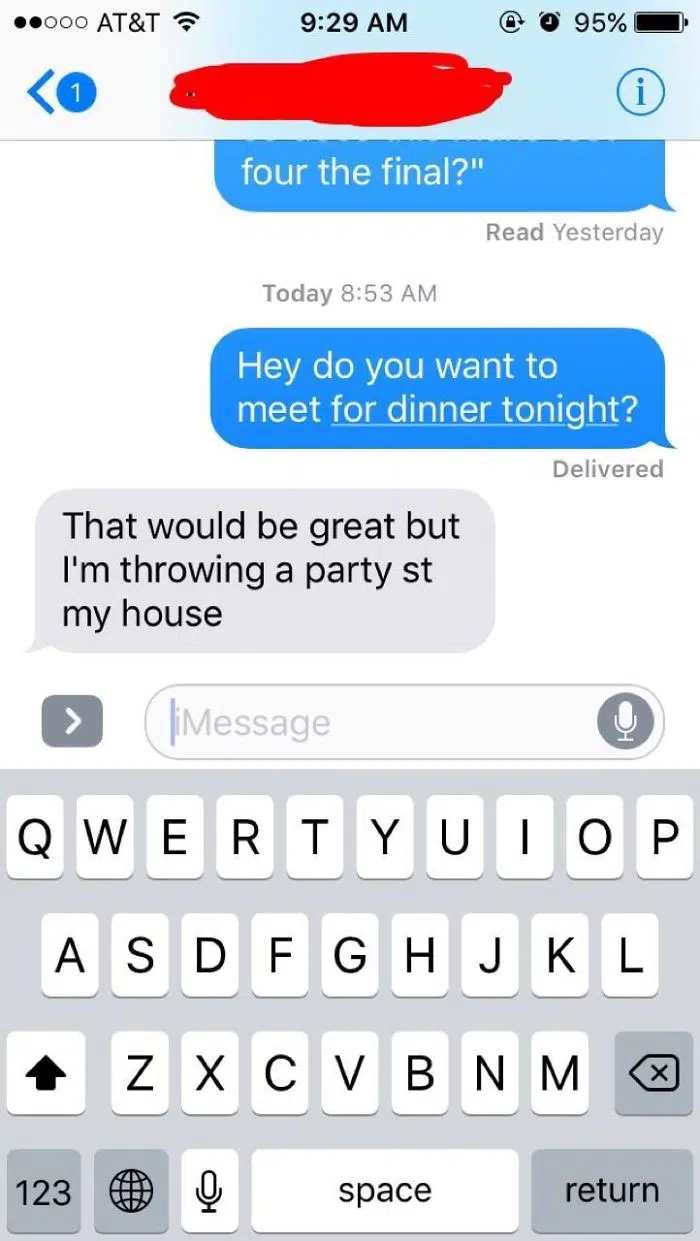 AT&T 9:29 AM 95%
1
four the final?"
Read Yesterday
Today 8:53 AM
Hey do you want to
meet for dinner tonight?
Delivered
That would be great but
I'm throwing a party st
my house
iMessage
Q W E R T Y U I O P
A S D F G H J K L
Z X C V B N M
123 space return